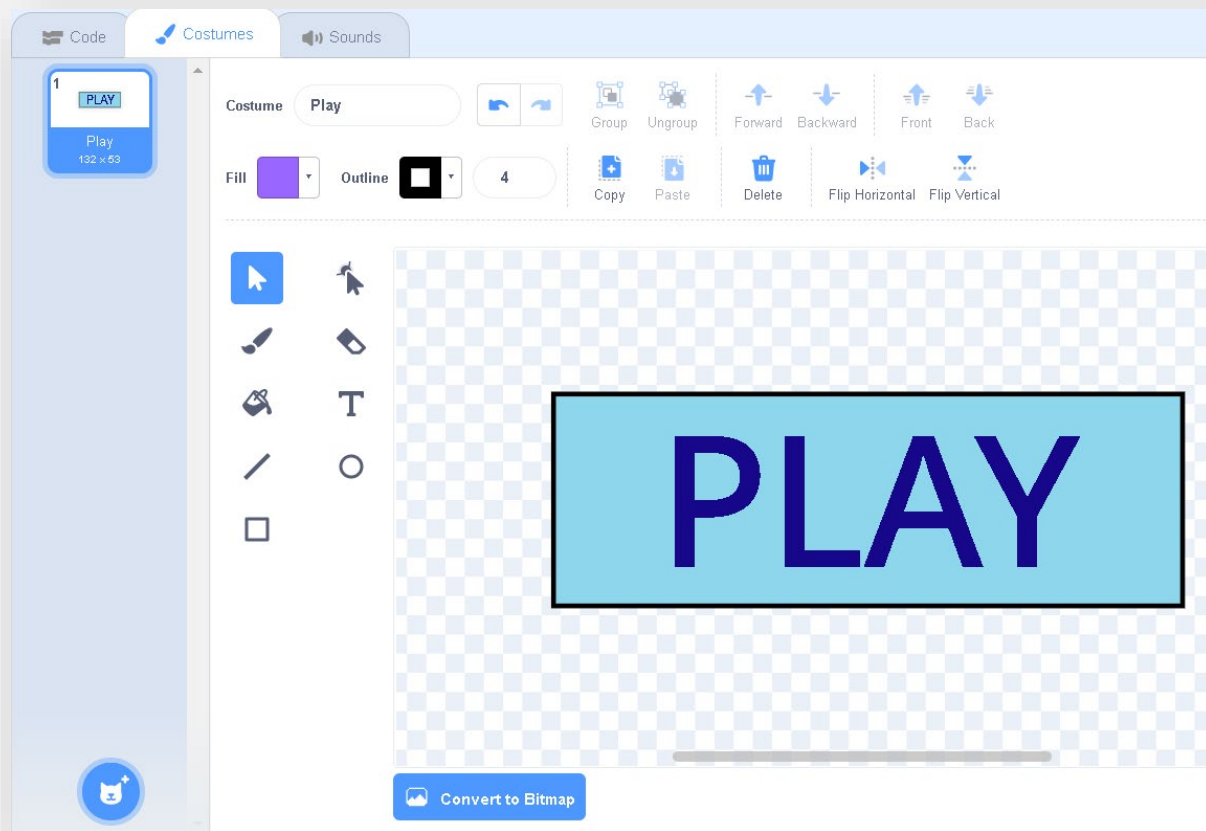 Code Costumes Sounds
1
PLAY
Play
132 x 53
Costume Play
Group Ungroup Forward Backward Front Back
Fill Outline 4
Copy Paste Delete Flip Horizontal Flip Vertical
T
PLAY
Convert to Bitmap